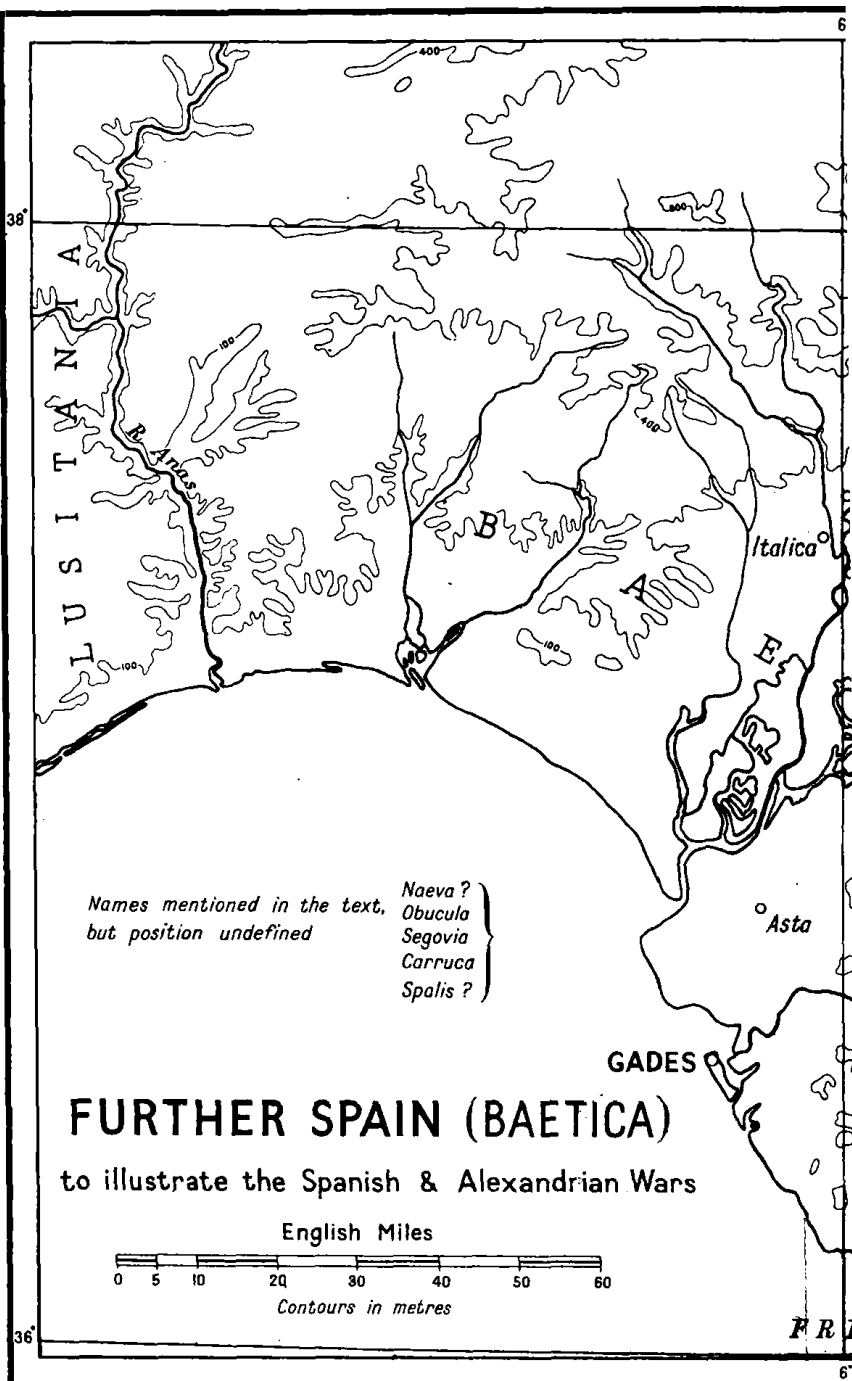 6
400
38°
800
LUSITANIA
100
R. Anas
400
B
Italica
A
100
E
100
Names mentioned in the text,
but position undefined
Naeva ?
Obucula
Segovia
Carruca
Spalis ?
Asta
GADES
FURTHER SPAIN (BAETICA)
to illustrate the Spanish & Alexandrian Wars
English Miles
0 5 10 20 30 40 50 60
Contours in metres
36°
6°